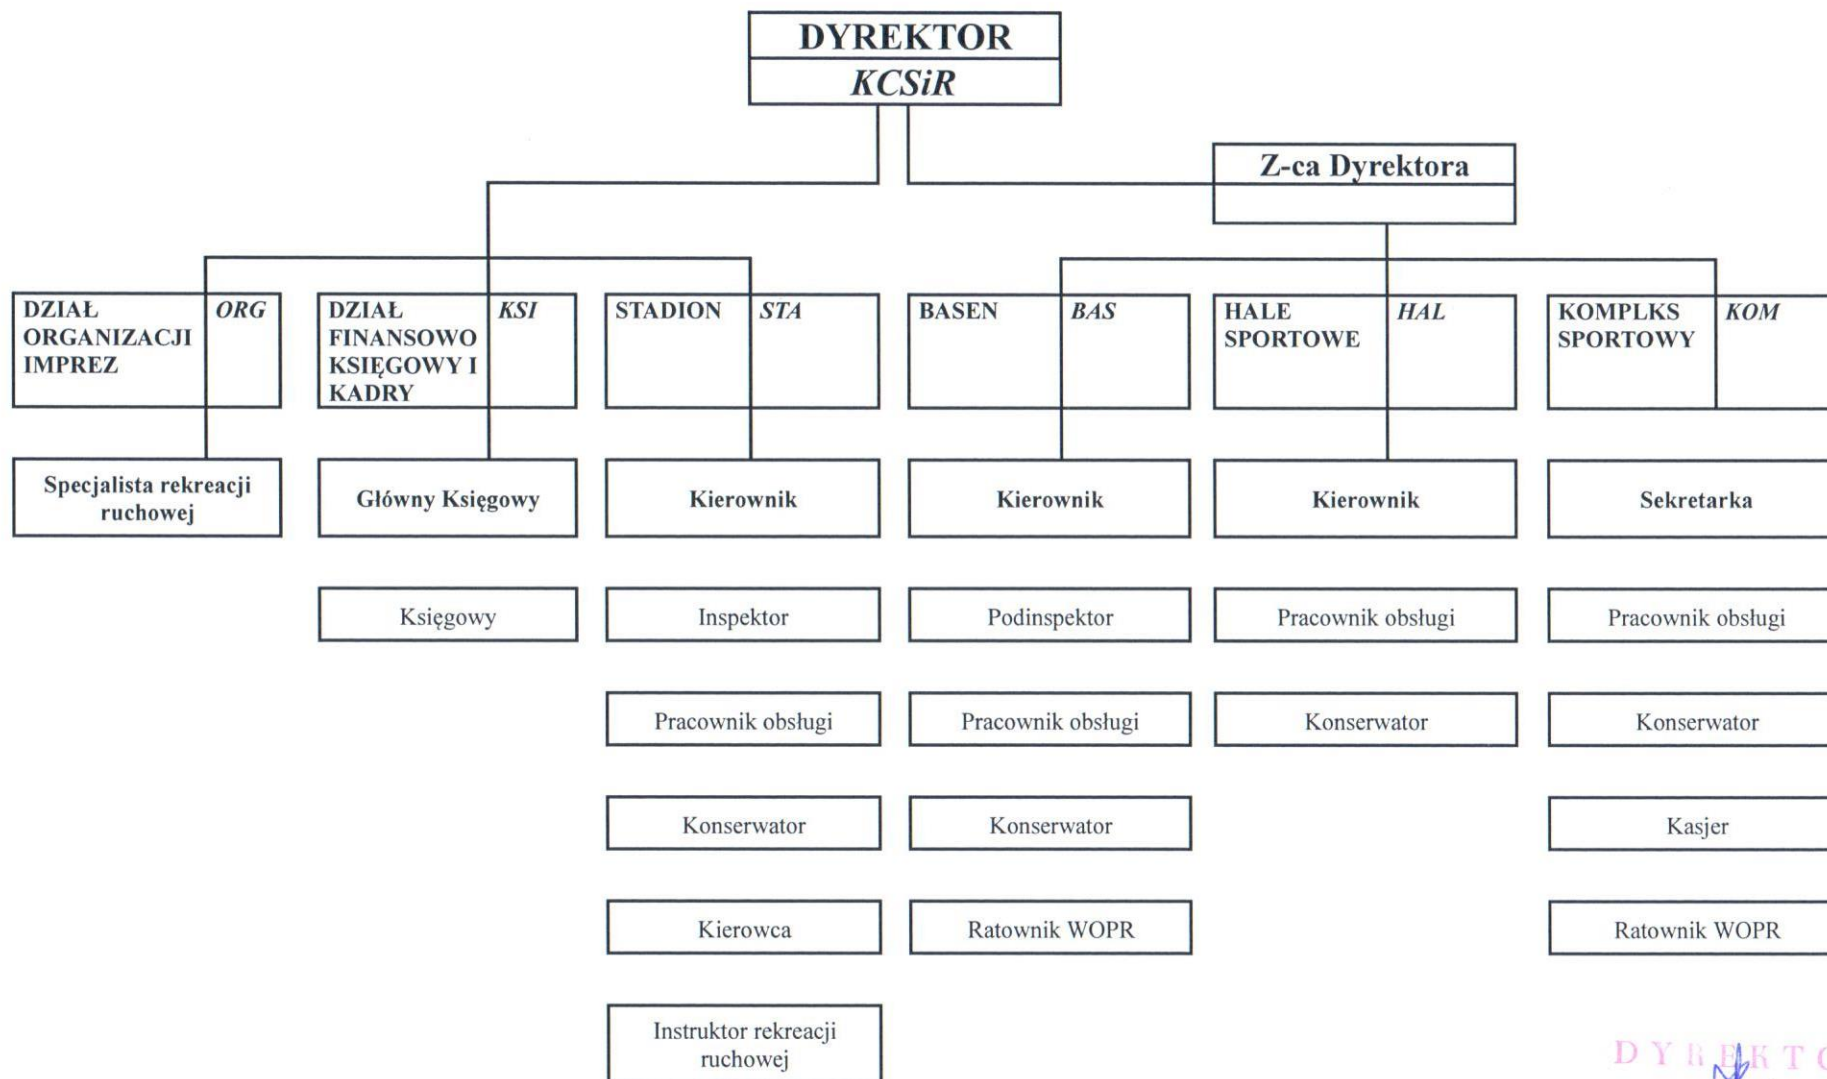 DYREKTOR
KCSiR
Z-ca Dyrektora
DZIAŁ
ORGANIZACJI
IMPREZ
ORG
DZIAŁ
FINANSOWO
KSIĘGOWY I
KADRY
KSI
STADION
STA
BASEN
BAS
HALE
SPORTOWE
HAL
KOMPLKS
SPORTOWY
KOM
Specjalista rekreacji
ruchowej
Główny Księgowy
Kierownik
Kierownik
Kierownik
Sekretarka
Księgowy
Inspektor
Podinspektor
Pracownik obsługi
Pracownik obsługi
Pracownik obsługi
Pracownik obsługi
Konserwator
Konserwator
Konserwator
Konserwator
Kasjer
Kierowca
Ratownik WOPR
Ratownik WOPR
Instruktor rekreacji
ruchowej